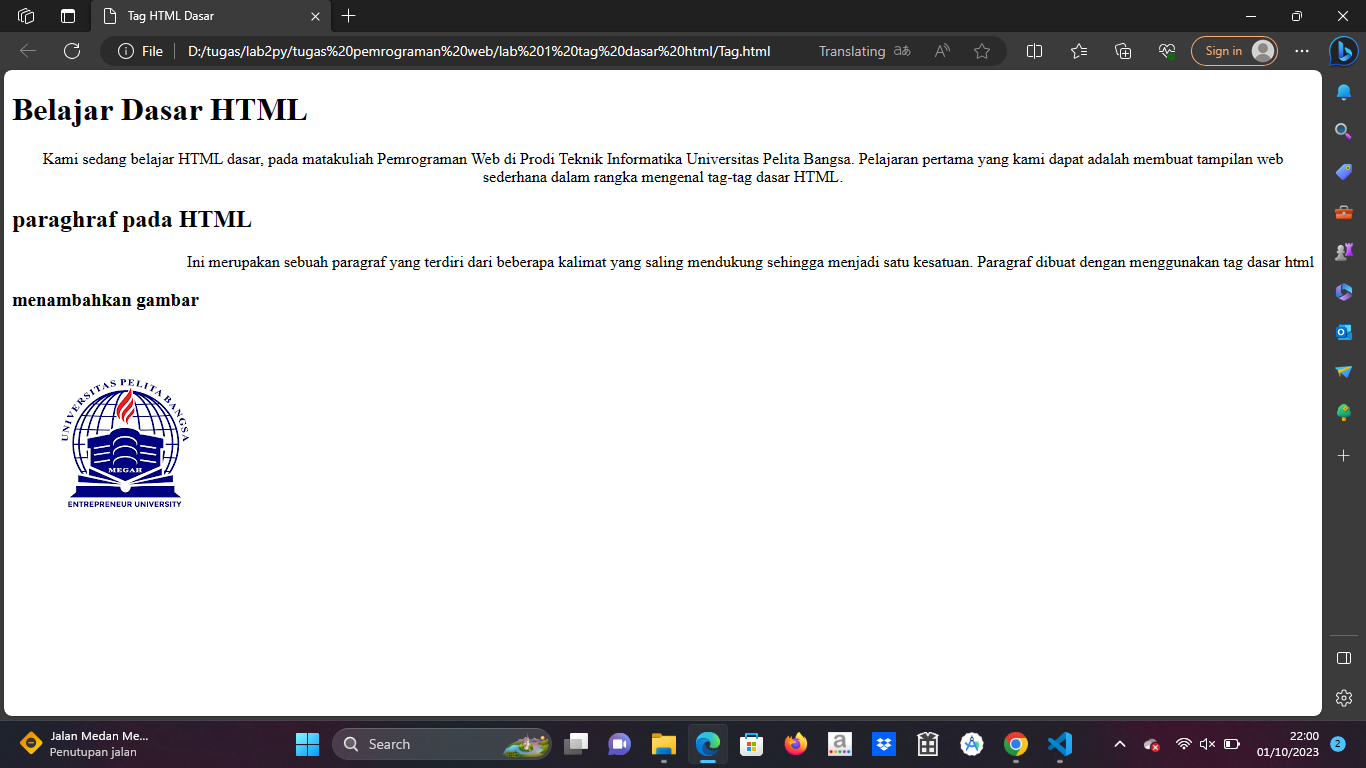 Tag HTML Dasar
File
D:/tugas/lab2py/tugas%20pemrograman%20web/lab%201%20tag%20dasar%20html/Tag.html
Translating
Sign in
Belajar Dasar HTML
Kami sedang belajar HTML dasar, pada matakuliah Pemrograman Web di Prodi Teknik Informatika Universitas Pelita Bangsa. Pelajaran pertama yang kami dapat adalah membuat tampilan web
sederhana dalam rangka mengenal tag-tag dasar HTML.
paraghraf pada HTML
Ini merupakan sebuah paragraf yang terdiri dari beberapa kalimat yang saling mendukung sehingga menjadi satu kesatuan. Paragraf dibuat dengan menggunakan tag dasar html
menambahkan gambar
UNIVERSITAS PELITA BANGSA
MEGAH
ENTREPRENEUR UNIVERSITY
Jalan Medan Me...
Penutupan jalan
Search
22:00
01/10/2023
2